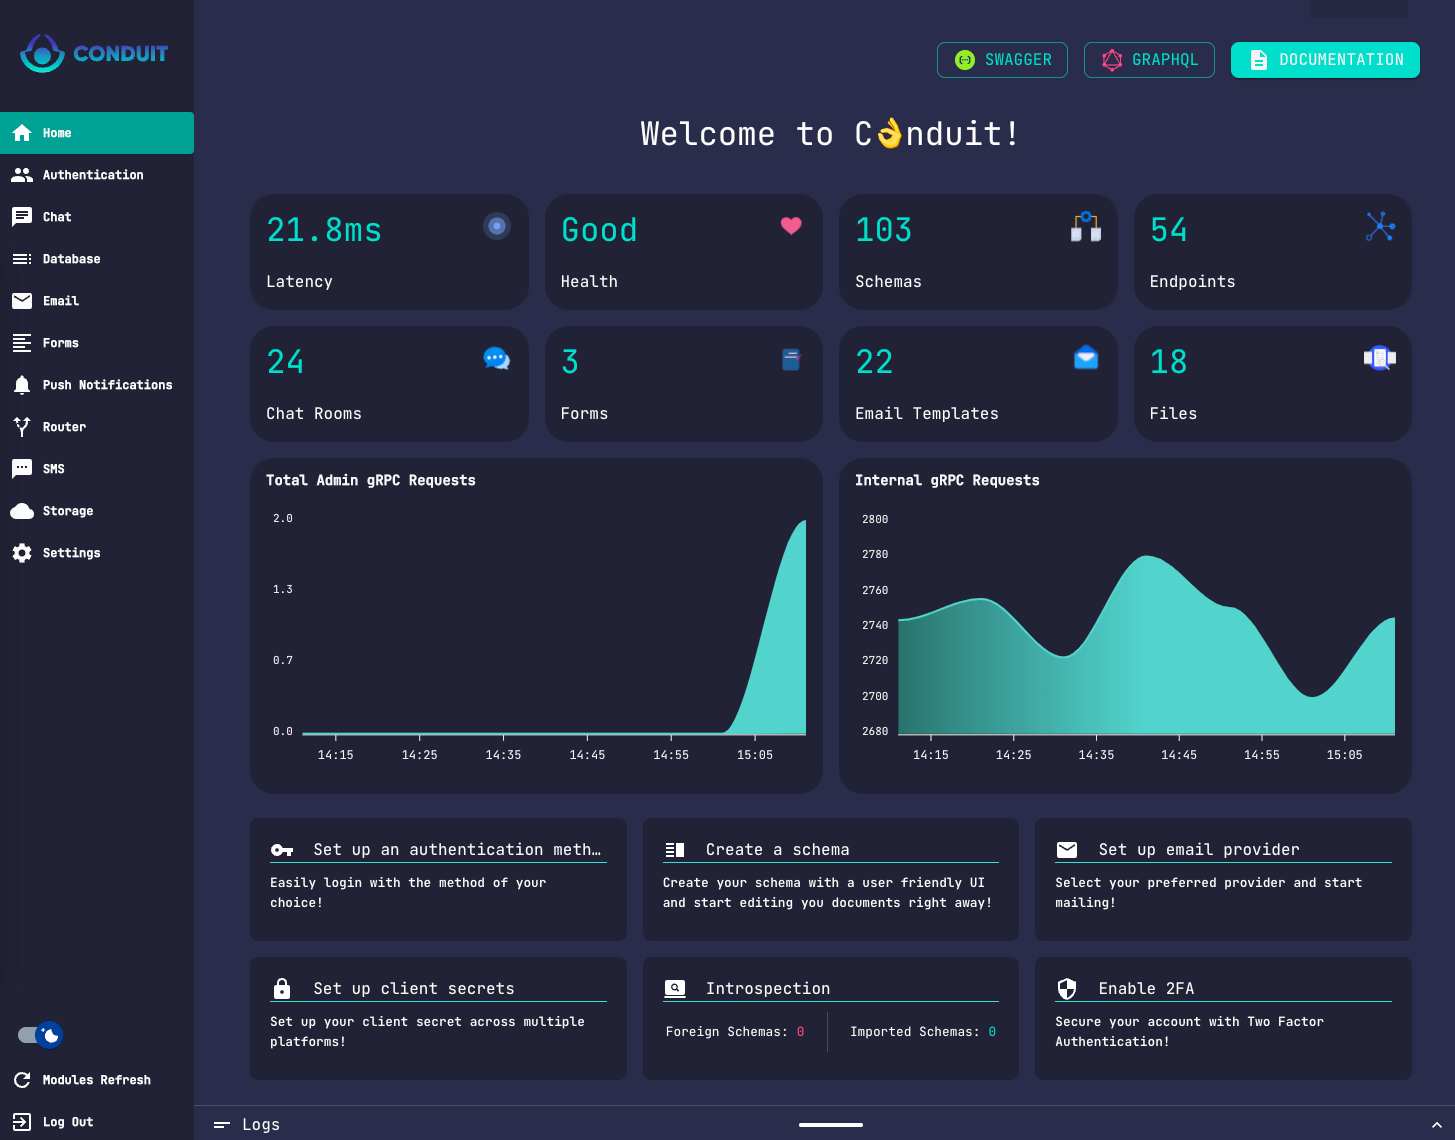 CONDUIT
SWAGGER
GRAPHQL
DOCUMENTATION
Home
Authentication
Chat
Database
Email
Forms
Push Notifications
Router
SMS
Storage
Settings
Modules Refresh
Log Out
Welcome to C👌nduit!
21.8ms
Latency
Good
Health
103
Schemas
54
Endpoints
24
Chat Rooms
3
Forms
22
Email Templates
18
Files
Total Admin gRPC Requests
2.0
1.3
0.7
0.0
14:15 14:25 14:35 14:45 14:55 15:05
Internal gRPC Requests
2800
2780
2760
2740
2720
2700
2680
14:15 14:25 14:35 14:45 14:55 15:05
Set up an authentication meth…
Easily login with the method of your
choice!
Create a schema
Create your schema with a user friendly UI
and start editing you documents right away!
Set up email provider
Select your preferred provider and start
mailing!
Set up client secrets
Set up your client secret across multiple
platforms!
Introspection
Foreign Schemas: 0
Imported Schemas: 0
Enable 2FA
Secure your account with Two Factor
Authentication!
Logs